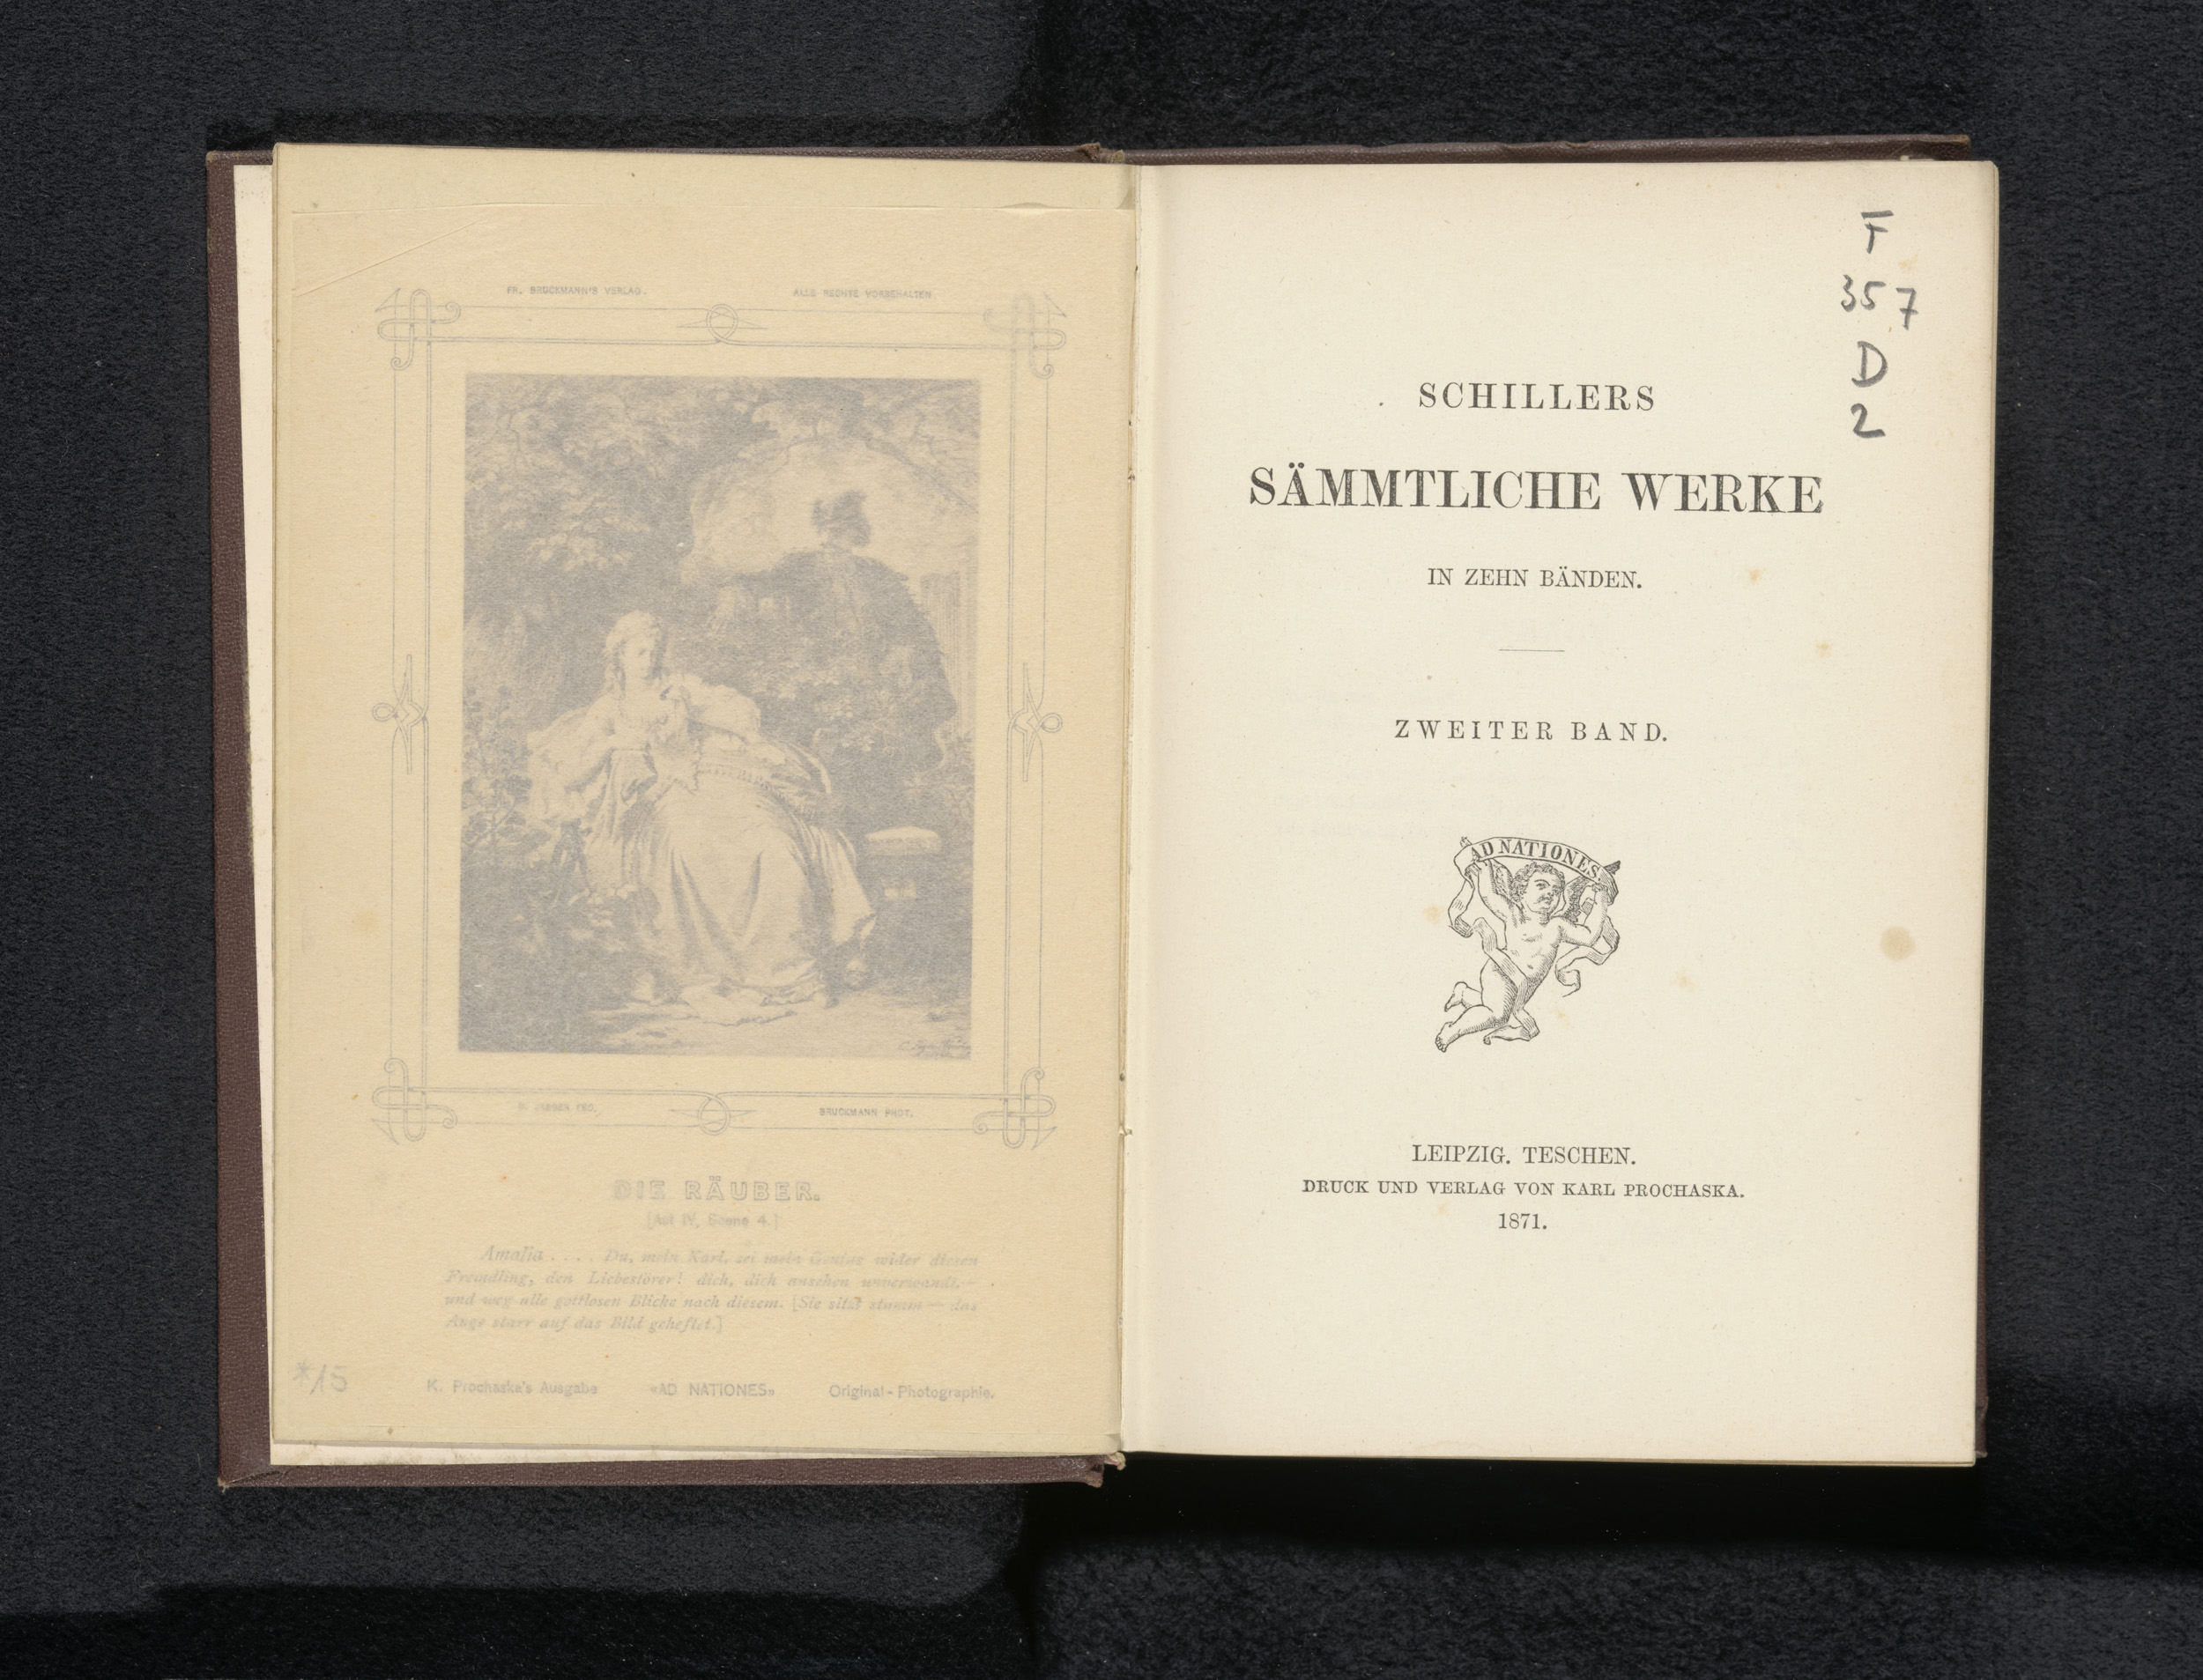 FR. BRUCKMANN'S VERLAG.
ALLE RECHTE VORBEHALTEN.
JAEGER
BRUCKMANN PHOT.
DIE RÄUBER.
[Act IV, Scene 4.]
Amalia . . . . . Du, mein Karl, sei mein Genius wider diesen
Fremdling, den Liebestörer! dich, dich ansehen unverwandt,—
und weg alle gottlosen Blicke nach diesem. [Sie sitzt stumm — das
Auge starr auf das Bild geheftet.]
*15
K. Prochaska's Ausgabe «AD NATIONES» Original-Photographie.
F
357
D
2
SCHILLERS
SÄMMTLICHE WERKE
IN ZEHN BÄNDEN.
ZWEITER BAND.
AD NATIONES.
LEIPZIG. TESCHEN.
DRUCK UND VERLAG VON KARL PROCHASKA.
1871.